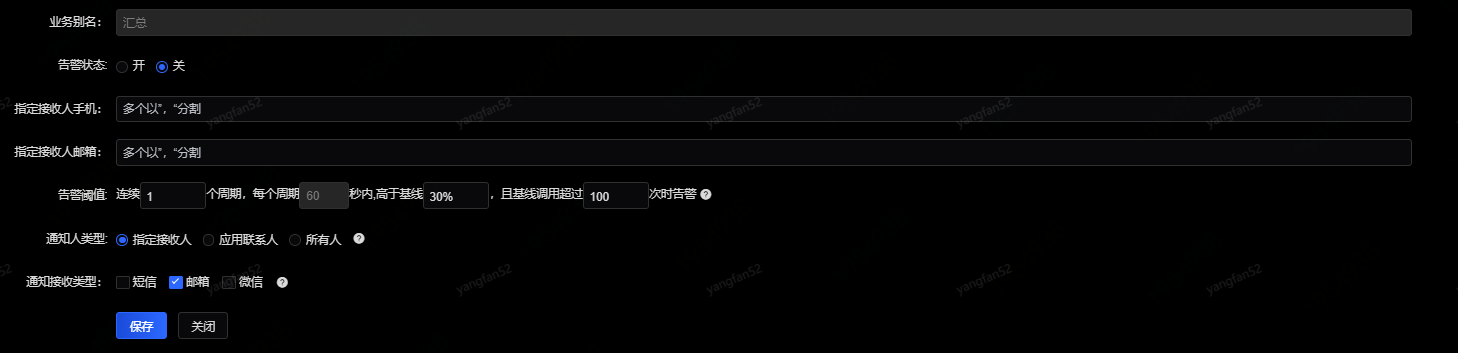 业务别名： 汇总
告警状态: 开 关
指定接收人手机： 多个以”，“分割
指定接收人邮箱： 多个以”，“分割
告警阈值: 连续 1 个周期，每个周期 60 秒内,高于基线 30% ，且基线调用超过 100 次时告警 ?
通知人类型: 指定接收人 应用联系人 所有人 ?
通知接收类型： 短信 邮箱 微信 ?
保存 关闭
yangfan52 yangfan52 yangfan52 yangfan52 yangfan52
yangfan52 yangfan52 yangfan52 yangfan52